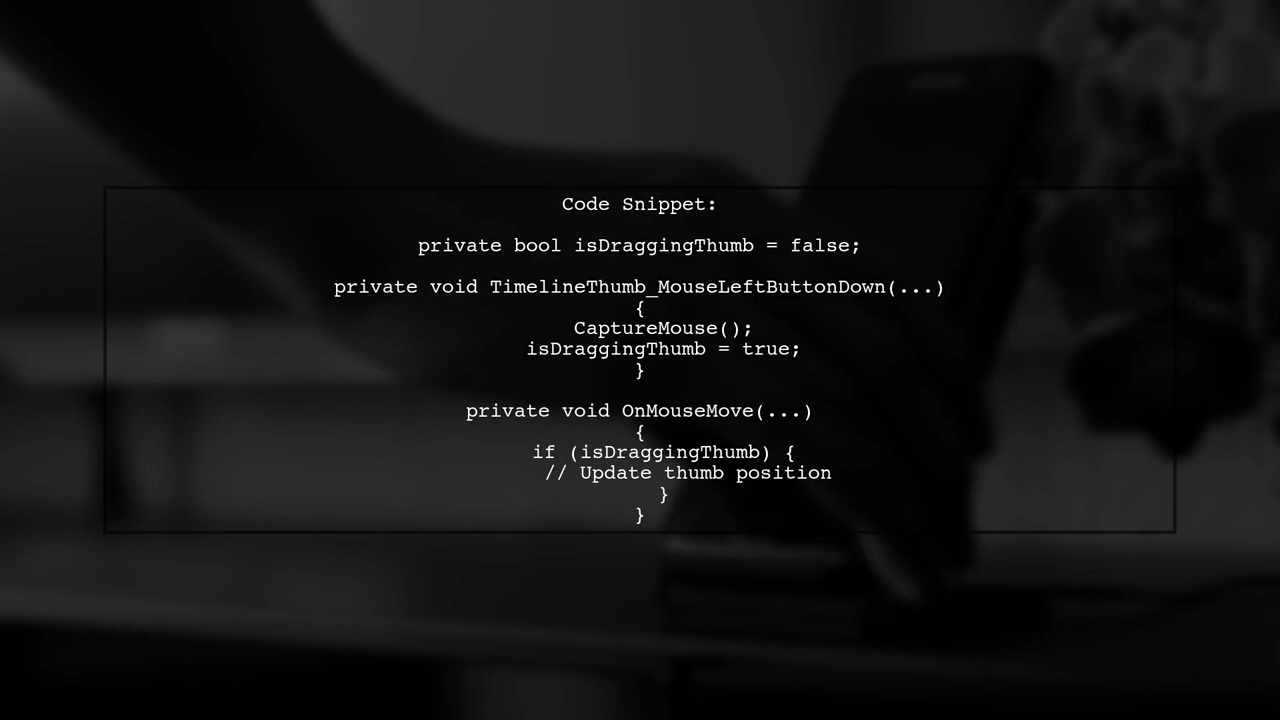 Code Snippet:
private bool isDraggingThumb = false;
private void TimelineThumb_MouseLeftButtonDown(...)
{
CaptureMouse();
isDraggingThumb = true;
}
private void OnMouseMove(...)
{
if (isDraggingThumb) {
// Update thumb position
}
}